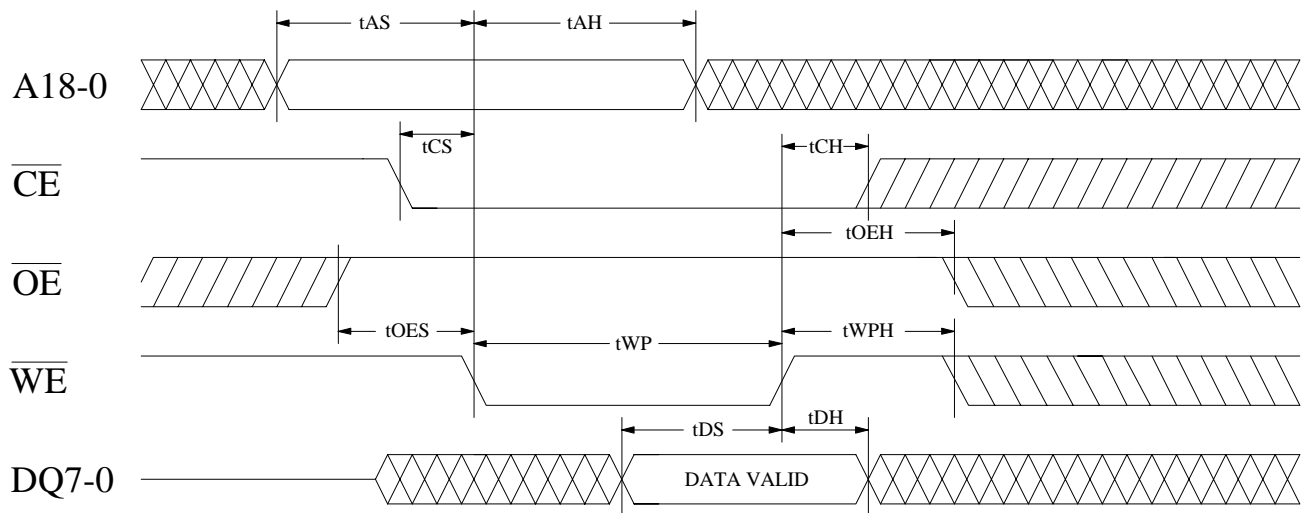 tAS tAH
A18-0
tCS tCH
CE
tOEH
OE
tOES tWP tWPH
WE
tDS tDH
DQ7-0 DATA VALID